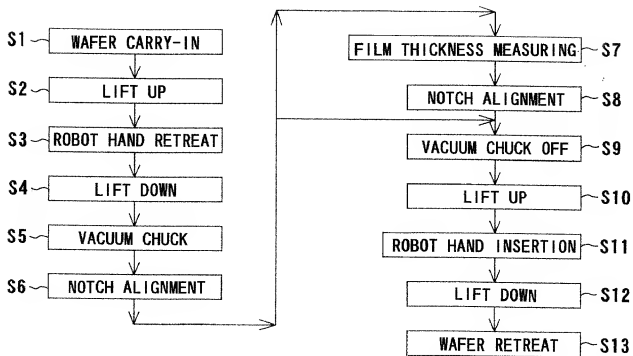 S1 WAFER CARRY-IN
S2 LIFT UP
S3 ROBOT HAND RETREAT
S4 LIFT DOWN
S5 VACUUM CHUCK
S6 NOTCH ALIGNMENT
FILM THICKNESS MEASURING S7
NOTCH ALIGNMENT S8
VACUUM CHUCK OFF S9
LIFT UP S10
ROBOT HAND INSERTION S11
LIFT DOWN S12
WAFER RETREAT S13